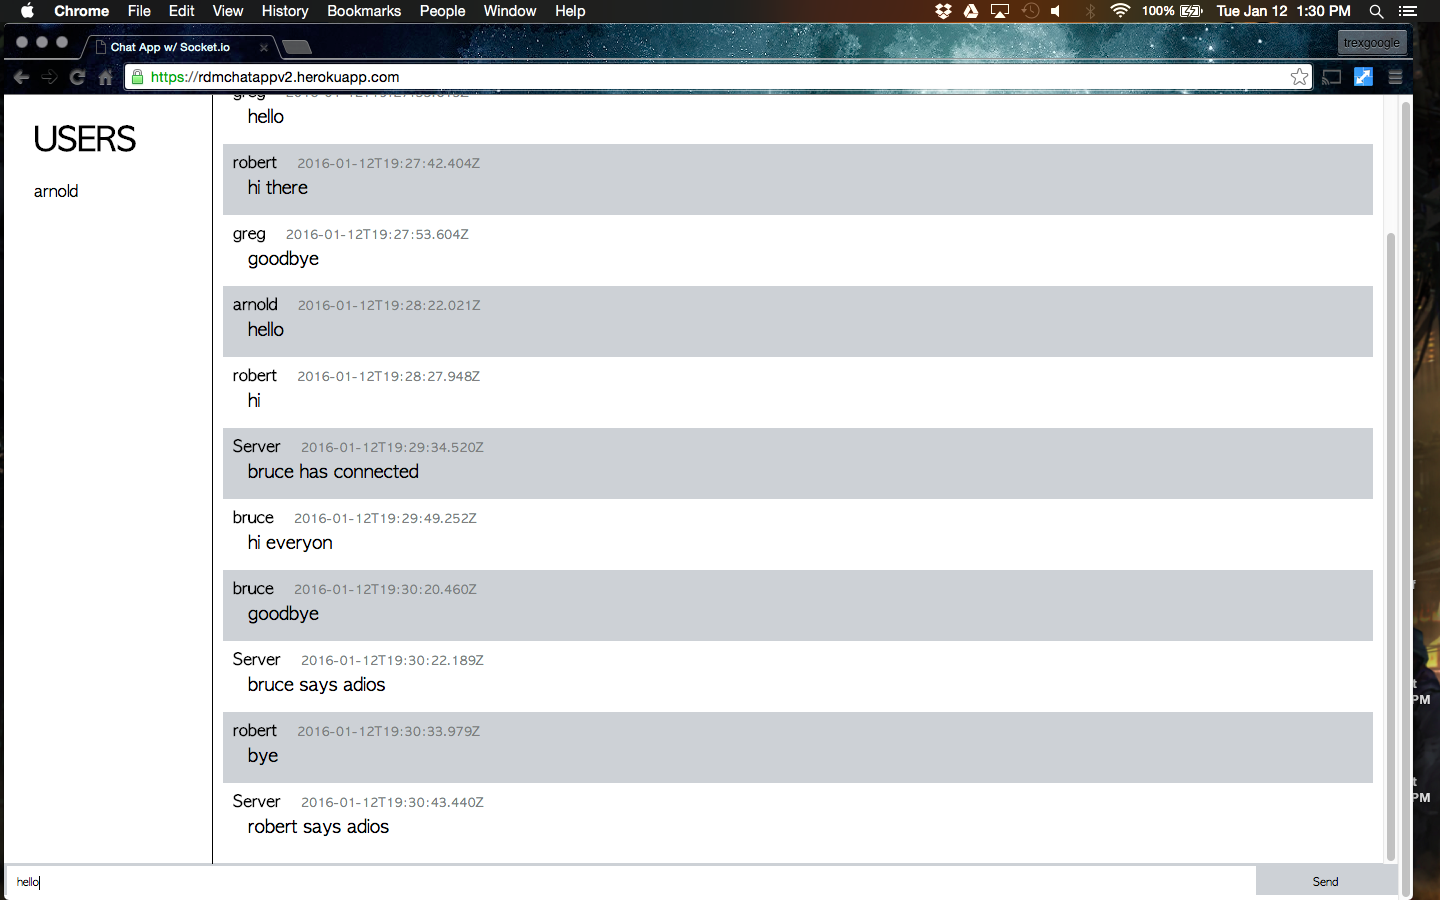 Chrome File Edit View History Bookmarks People Window Help 100% Tue Jan 12 1:30 PM
Chat App w/ Socket.io
trexgoogle
https://rdmchatappv2.herokuapp.com
USERS
arnold
greg
hello
robert 2016-01-12T19:27:42.404Z
hi there
greg 2016-01-12T19:27:53.604Z
goodbye
arnold 2016-01-12T19:28:22.021Z
hello
robert 2016-01-12T19:28:27.948Z
hi
Server 2016-01-12T19:29:34.520Z
bruce has connected
bruce 2016-01-12T19:29:49.252Z
hi everyon
bruce 2016-01-12T19:30:20.460Z
goodbye
Server 2016-01-12T19:30:22.189Z
bruce says adios
robert 2016-01-12T19:30:33.979Z
bye
Server 2016-01-12T19:30:43.440Z
robert says adios
hello
Send
PM
PM